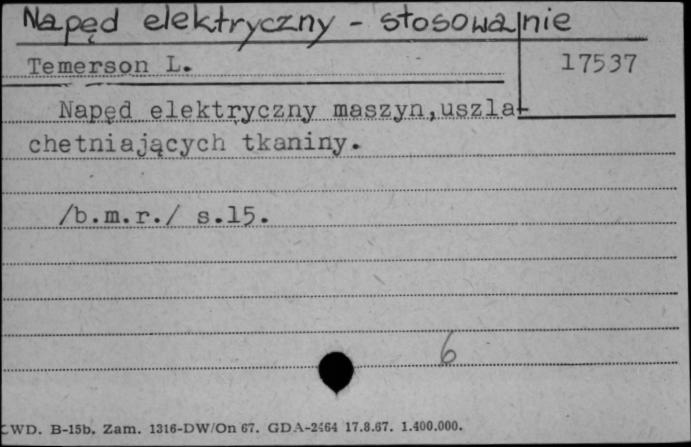 Napęd elektryczny - stosowanie
Temerson L.
17537
Napęd elektryczny maszyn,uszla-
chetniających tkaniny.
/b.m.r./ s.15.
6
WD. B-15b. Zam. 1316-DW/On 67. GDA-2464 17.8.67. 1.400.000.